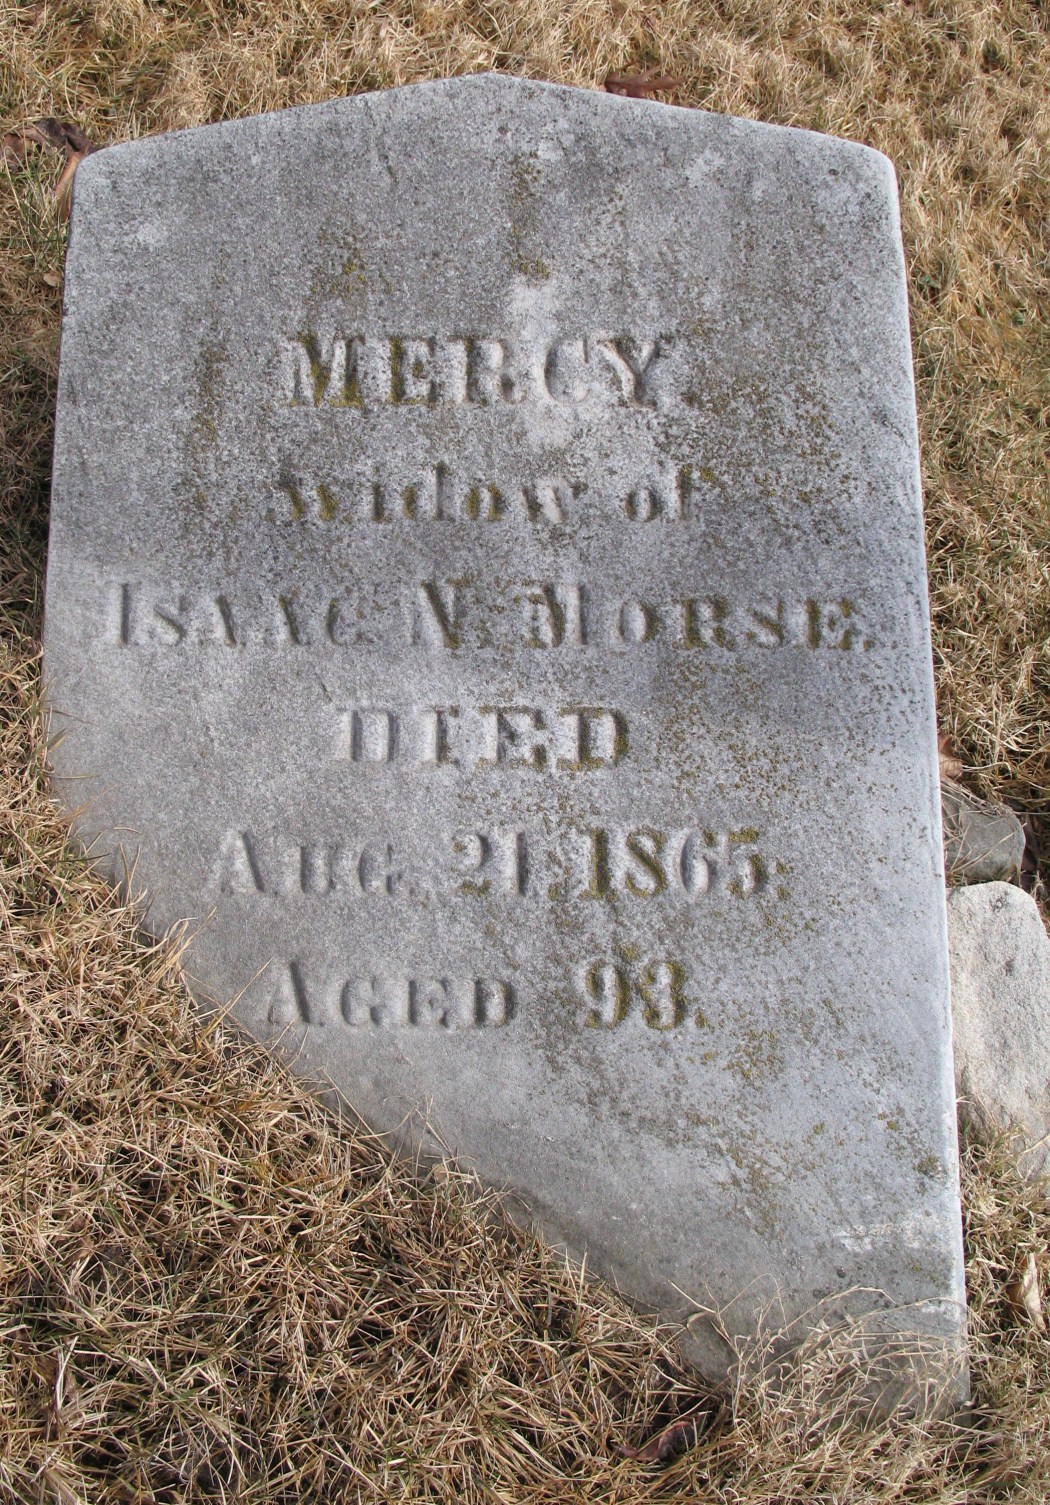 MERCY.
widow of
ISAAC N. MORSE.
DIED
AUG. 21, 1865,
AGED 93.